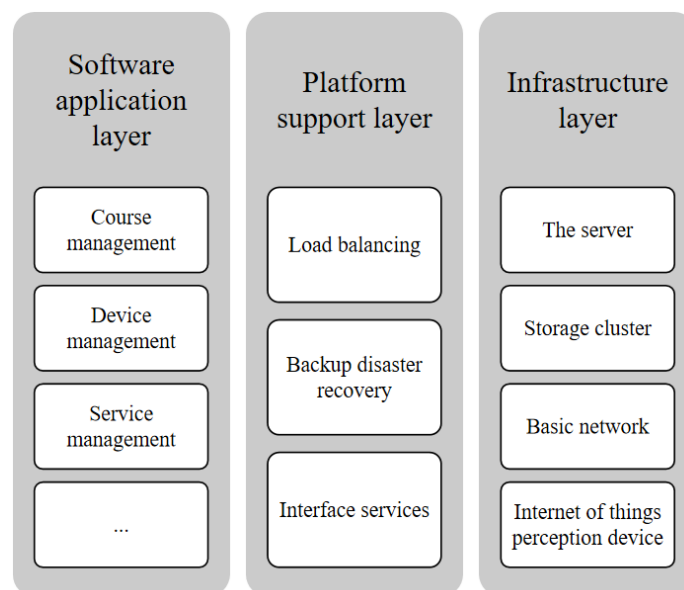 Software
application
layer
Course
management
Device
management
Service
management
...
Platform
support layer
Load balancing
Backup disaster
recovery
Interface services
Infrastructure
layer
The server
Storage cluster
Basic network
Internet of things
perception device